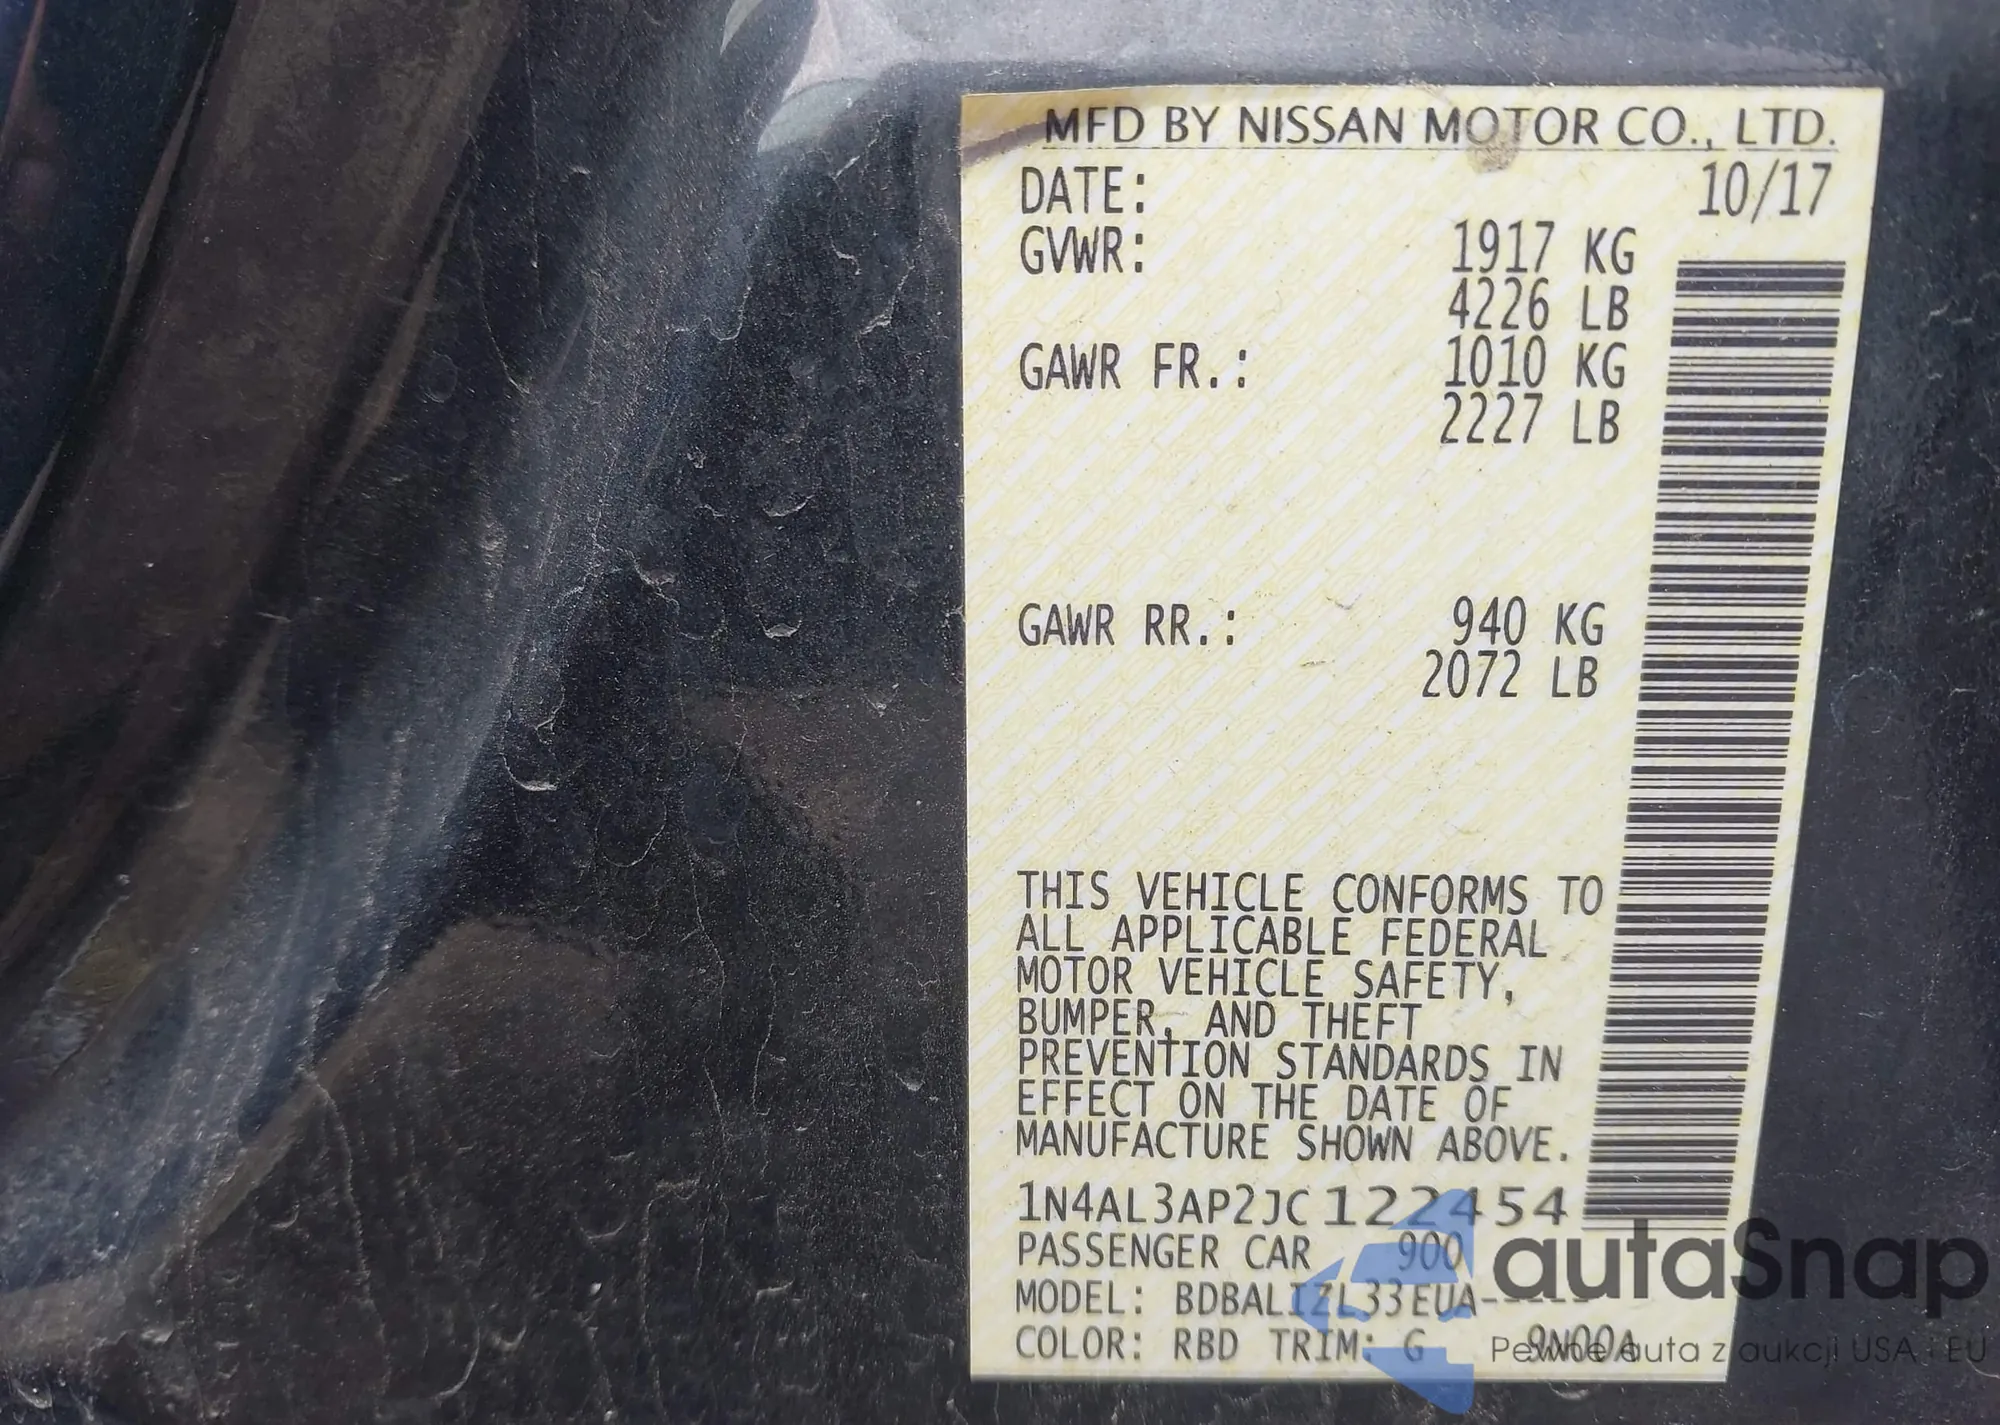 MFD BY NISSAN MOTOR CO., LTD.
DATE: 10/17
GVWR: 1917 KG
4226 LB
GAWR FR.: 1010 KG
2227 LB
GAWR RR.: 940 KG
2072 LB
THIS VEHICLE CONFORMS TO
ALL APPLICABLE FEDERAL
MOTOR VEHICLE SAFETY,
BUMPER, AND THEFT
PREVENTION STANDARDS IN
EFFECT ON THE DATE OF
MANUFACTURE SHOWN ABOVE.
1N4AL3AP2JC122454
PASSENGER CAR 900
MODEL: BDBALIZL33EUA-----
COLOR: RBD TRIM: G 9N00A
autaSnap
Pewne auta z aukcji USA i EU